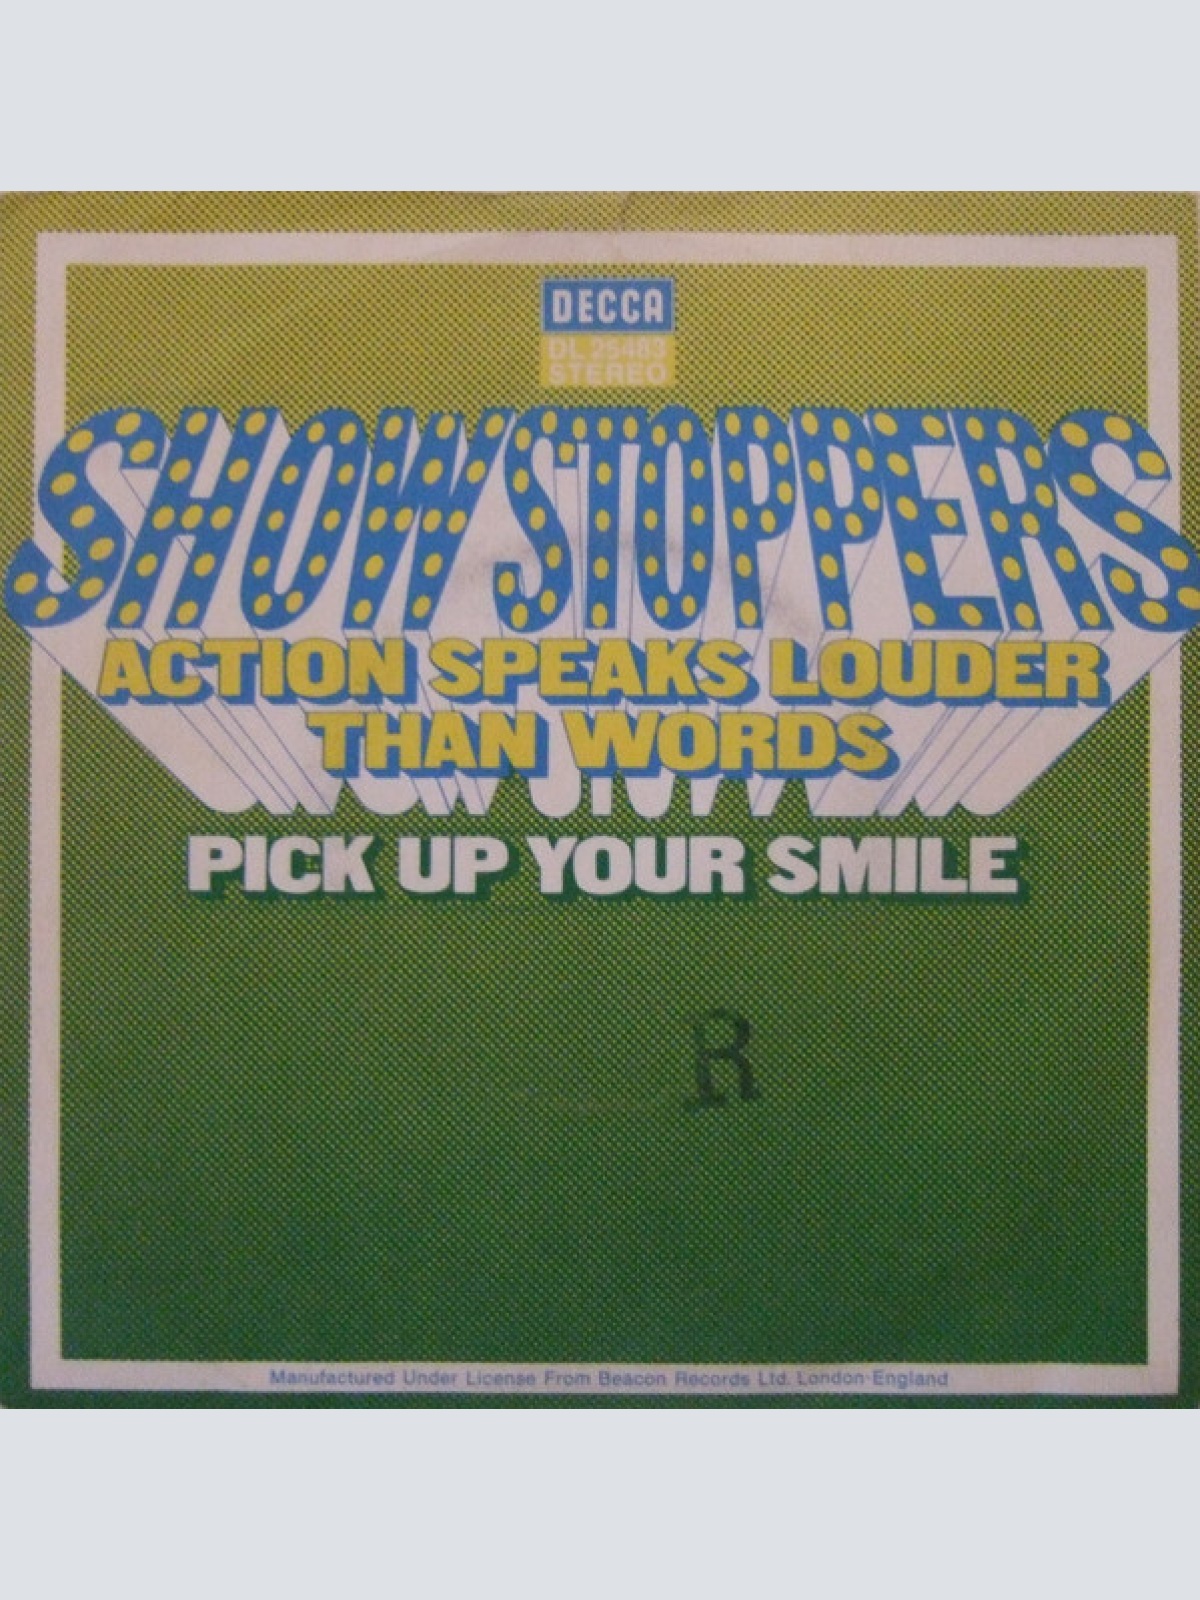 DECCA
DL 25483
STEREO
SHOWSTOPPERS
ACTION SPEAKS LOUDER
THAN WORDS
PICK UP YOUR SMILE
R
Manufactured Under License From Beacon Records Ltd. London-England